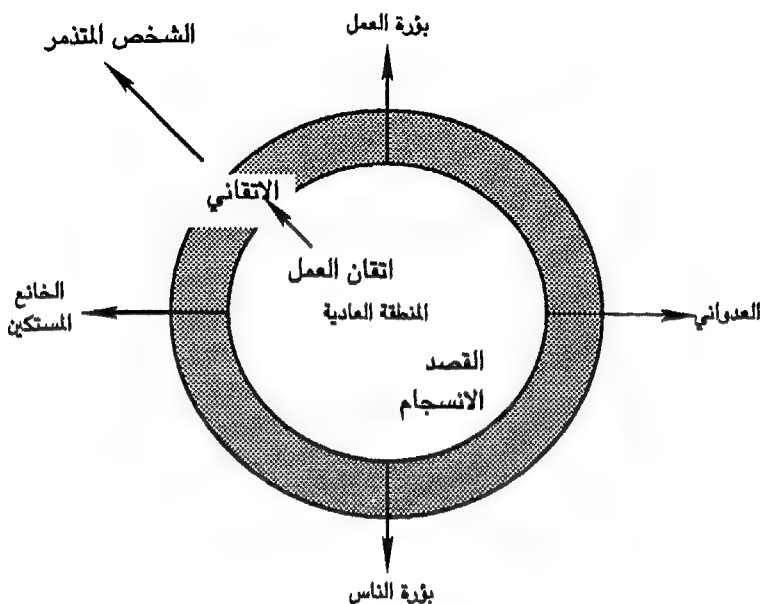 بؤرة العمل
الشخص المتذمر
الاتقاني
اتقان العمل
المنطقة العادية
العدواني
الخانع
المستكين
القصد
الانسجام
بؤرة الناس